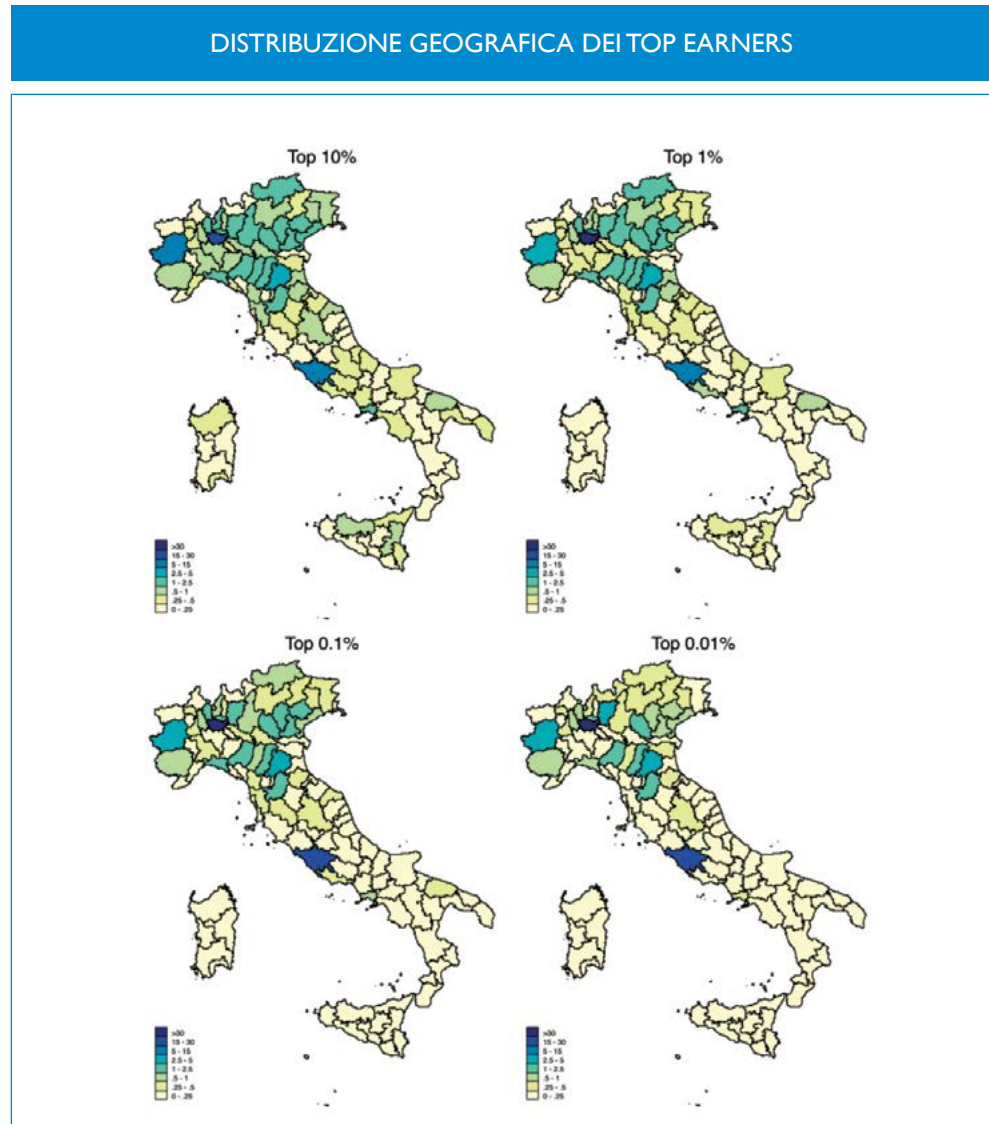 DISTRIBUZIONE GEOGRAFICA DEI TOP EARNERS
Top 10%
>30
15 - 30
5 - 15
2.5 - 5
1 - 2.5
.5 - 1
.25 - .5
0 - .25
Top 1%
>30
15 - 30
5 - 15
2.5 - 5
1 - 2.5
.5 - 1
.25 - .5
0 - .25
Top 0.1%
>30
15 - 30
5 - 15
2.5 - 5
1 - 2.5
.5 - 1
.25 - .5
0 - .25
Top 0.01%
>30
15 - 30
5 - 15
2.5 - 5
1 - 2.5
.5 - 1
.25 - .5
0 - .25